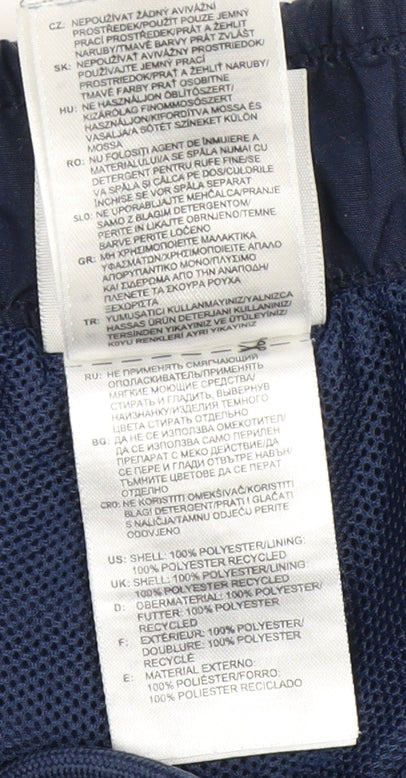 CZ: NEPOUŽÍVAT ŽÁDNÝ AVIVÁŽNÍ
PROSTŘEDEK/POUŽÍT POUZE JEMNÝ
PRACÍ PROSTŘEDEK/PRÁT A ŽEHLIT
NARUBY/TMAVÉ BARVY PRÁT ZVLÁŠŤ
SK: NEPOUŽÍVAŤ AVIVÁŽNY PROSTRIEDOK/
POUŽÍVAJTE JEMNÝ PRACÍ
PROSTRIEDOK/PRAŤ A ŽEHLIŤ NARUBY/
TMAVÉ FARBY PRAŤ OSOBITNE
HU: NE HASZNÁLJON ÖBLÍTŐSZERT/
KIZÁRÓLAG FINOMMOSÓSZERT
HASZNÁLJON/KIFORDÍTVA MOSSA ÉS
VASALJA/A SÖTÉT SZÍNEKET KÜLÖN
MOSSA
RO: NU FOLOSIŢI AGENT DE ÎNMUIERE A
MATERIALULUI/A SE SPĂLA NUMAI CU
DETERGENT PENTRU RUFE FINE/SE
VA SPĂLA ŞI CĂLCA PE DOS/CULORILE
ÎNCHISE SE VOR SPĂLA SEPARAT
SLO: NE UPORABLJAJTE MEHČALCA/PRANJE
SAMO Z BLAGIM DETERGENTOM/
PERITE IN LIKAJTE OBRNJENO/TEMNE
BARVE PERITE LOČENO
GR: ΜΗ ΧΡΗΣΙΜΟΠΟΙΕΙΤΕ ΜΑΛΑΚΤΙΚΑ
ΥΦΑΣΜΑΤΩΝ/ΧΡΗΣΙΜΟΠΟΙΕΙΤΕ ΑΠΑΛΟ
ΑΠΟΡΥΠΑΝΤΙΚΟ ΜΟΝΟ/ΠΛΥΣΙΜΟ
ΚΑΙ ΣΙΔΕΡΩΜΑ ΑΠΟ ΤΗΝ ΑΝΑΠΟΔΗ/
ΠΛΕΝΕΤΕ ΤΑ ΣΚΟΥΡΑ ΡΟΥΧΑ
ΞΕΧΩΡΙΣΤΑ
TR: YUMUŞATICI KULLANMAYINIZ/YALNIZCA
HASSAS ÜRÜN DETERJANI KULLANINIZ/
TERSİNDEN YIKAYINIZ VE ÜTÜLEYİNİZ/
KOYU RENKLERİ AYRI YIKAYINIZ
RU: НЕ ПРИМЕНЯТЬ СМЯГЧАЮЩИЙ
ОПОЛАСКИВАТЕЛЬ/ПРИМЕНЯТЬ
МЯГКИЕ МОЮЩИЕ СРЕДСТВА/
СТИРАТЬ И ГЛАДИТЬ, ВЫВЕРНУВ
НАИЗНАНКУ/ИЗДЕЛИЯ ТЕМНОГО
ЦВЕТА СТИРАТЬ ОТДЕЛЬНО
BG: ДА НЕ СЕ ИЗПОЛЗВА ОМЕКОТИТЕЛ/
ДА СЕ ИЗПОЛЗВА САМО ПЕРИЛЕН
ПРЕПАРАТ С МЕКО ДЕЙСТВИЕ/ДА
СЕ ПЕРЕ И ГЛАДИ ОТВЪТРЕ НАВЪН/
ТЪМНИТЕ ЦВЕТОВЕ ДА СЕ ПЕРАТ
ОТДЕЛНО
CRO: NE KORISTITI OMEKŠIVAČ/KORISTITI
BLAGI DETERGENT/PRATI I GLAČATI
S NALIČJA/TAMNU ODJEĆU PERITE
ODOVJENO
US: SHELL: 100% POLYESTER/LINING:
100% POLYESTER RECYCLED
UK: SHELL: 100% POLYESTER/LINING:
100% POLYESTER RECYCLED
D: OBERMATERIAL: 100% POLYESTER/
FUTTER: 100% POLYESTER
RECYCLED
F: EXTÉRIEUR: 100% POLYESTER/
DOUBLURE: 100% POLYESTER
RECYCLÉ
E: MATERIAL EXTERNO:
100% POLIÉSTER/FORRO:
100% POLIÉSTER RECICLADO